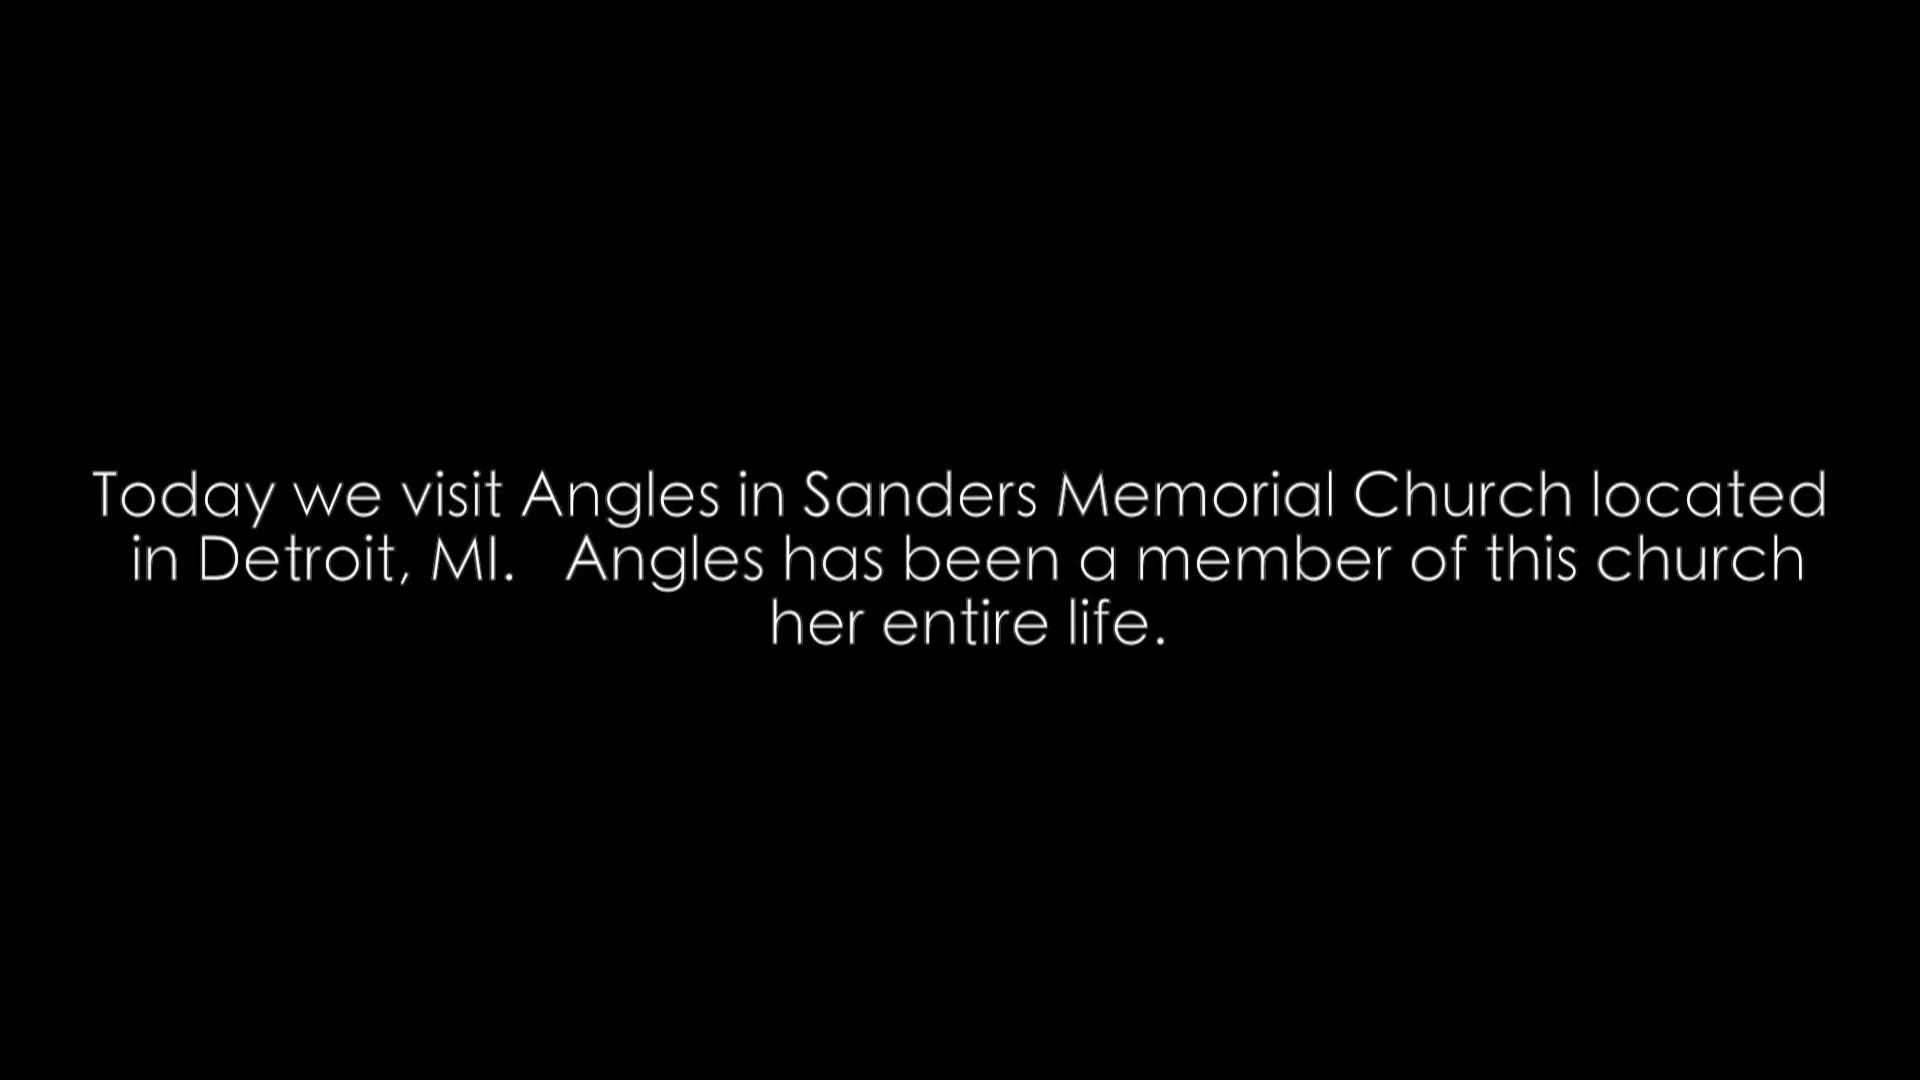 Today we visit Angles in Sanders Memorial Church located
in Detroit, MI.   Angles has been a member of this church
her entire life.